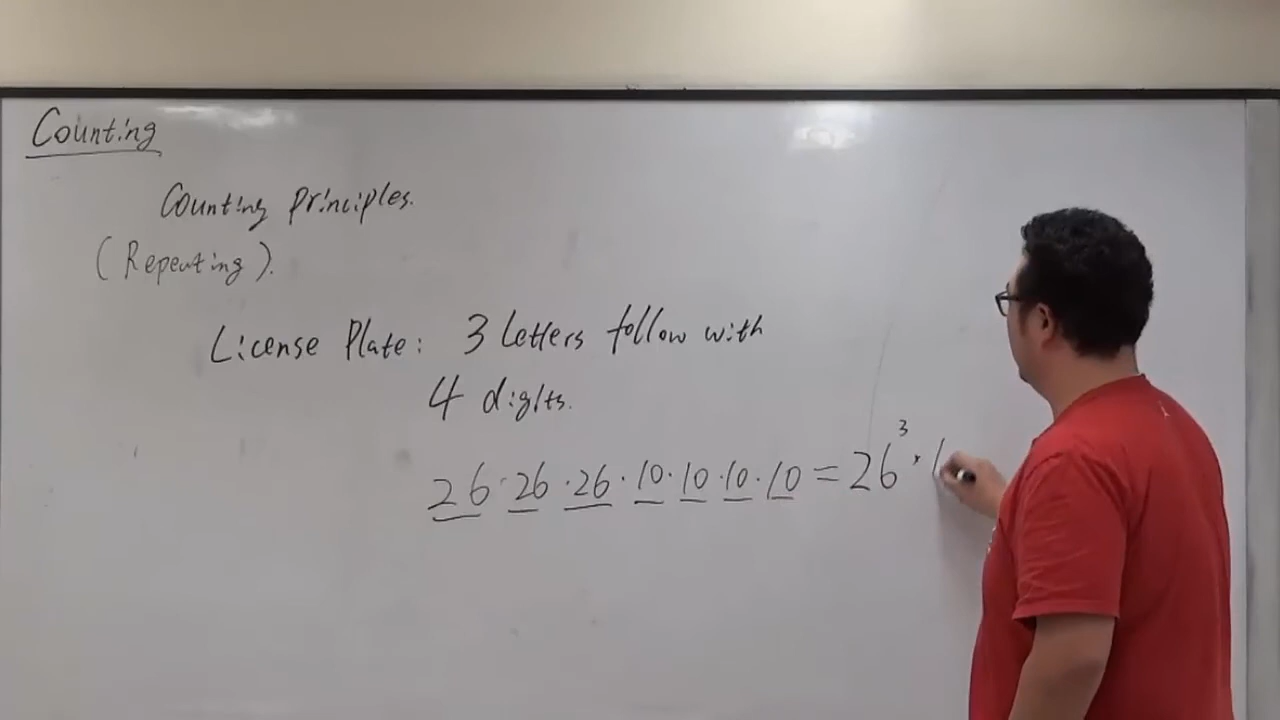 Counting
Counting Principles.
(Repeating).
License Plate: 3 Letters follow with
4 digits.
26 · 26 · 26 · 10 · 10 · 10 · 10 = 26³ · 1